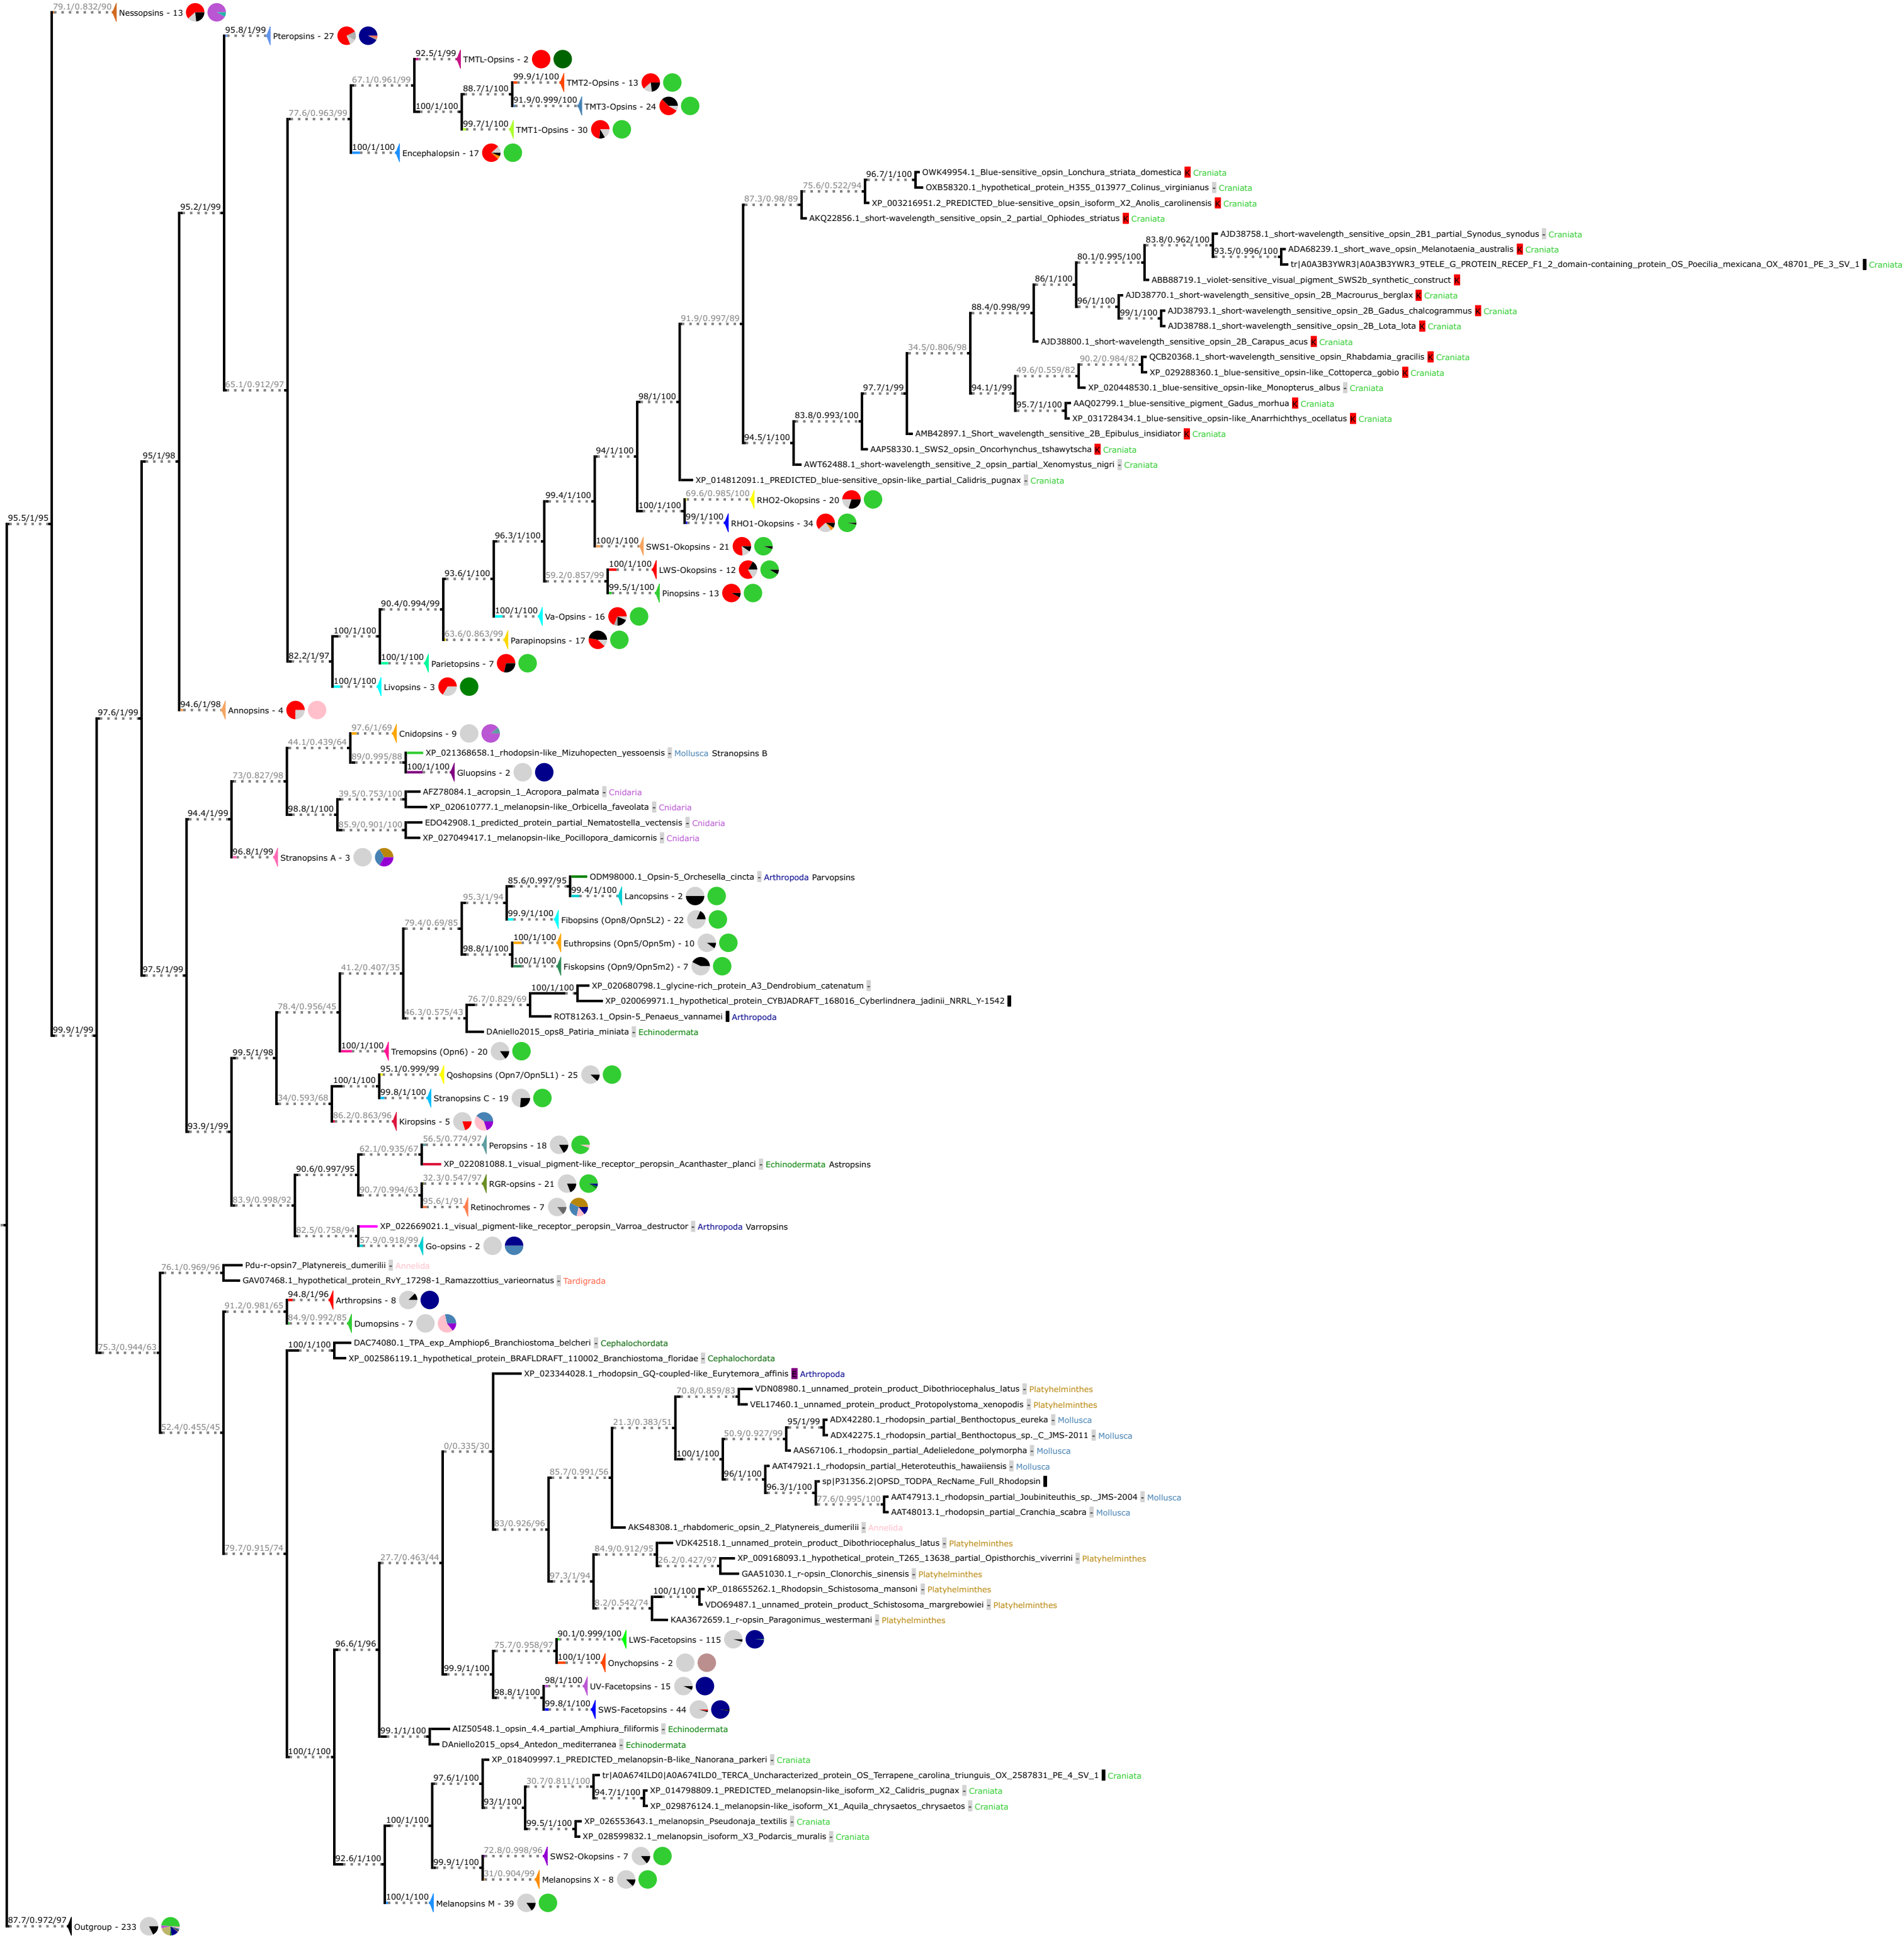 79.1/0.832/90 Nessopsins - 13
95.8/1/99 Pteropsins - 27
92.5/1/99 TMTL-Opsins - 2
67.1/0.961/99
99.9/1/100 TMT2-Opsins - 13
88.7/1/100
91.9/0.999/100 TMT3-Opsins - 24
100/1/100
77.6/0.963/99
99.7/1/100 TMT1-Opsins - 30
100/1/100 Encephalopsin - 17
96.7/1/100 OWK49954.1_Blue-sensitive_opsin_Lonchura_striata_domestica K Craniata
75.6/0.522/94
OXB58320.1_hypothetical_protein_H355_013977_Colinus_virginianus - Craniata
87.3/0.98/89
XP_003216951.2_PREDICTED_blue-sensitive_opsin_isoform_X2_Anolis_carolinensis K Craniata
95.2/1/99
AKQ22856.1_short-wavelength_sensitive_opsin_2_partial_Ophiodes_striatus K Craniata
AJD38758.1_short-wavelength_sensitive_opsin_2B1_partial_Synodus_synodus - Craniata
83.8/0.962/100
93.5/0.996/100 ADA68239.1_short_wave_opsin_Melanotaenia_australis K Craniata
80.1/0.995/100
tr|A0A3B3YWR3|A0A3B3YWR3_9TELE_G_PROTEIN_RECEP_F1_2_domain-containing_protein_OS_Poecilia_mexicana_OX_48701_PE_3_SV_1 Craniata
86/1/100
ABB88719.1_violet-sensitive_visual_pigment_SWS2b_synthetic_construct K
96/1/100 AJD38770.1_short-wavelength_sensitive_opsin_2B_Macrourus_berglax K Craniata
88.4/0.998/99
99/1/100 AJD38793.1_short-wavelength_sensitive_opsin_2B_Gadus_chalcogrammus K Craniata
91.9/0.997/89
AJD38788.1_short-wavelength_sensitive_opsin_2B_Lota_lota K Craniata
AJD38800.1_short-wavelength_sensitive_opsin_2B_Carapus_acus K Craniata
34.5/0.806/98
90.2/0.984/82 QCB20368.1_short-wavelength_sensitive_opsin_Rhabdamia_gracilis K Craniata
49.6/0.559/82
XP_029288360.1_blue-sensitive_opsin-like_Cottoperca_gobio K Craniata
65.1/0.912/97
97.7/1/99
94.1/1/99
XP_020448530.1_blue-sensitive_opsin-like_Monopterus_albus - Craniata
98/1/100
95.7/1/100 AAQ02799.1_blue-sensitive_pigment_Gadus_morhua K Craniata
83.8/0.993/100
XP_031728434.1_blue-sensitive_opsin-like_Anarrhichthys_ocellatus K Craniata
AMB42897.1_Short_wavelength_sensitive_2B_Epibulus_insidiator K Craniata
94.5/1/100
AAP58330.1_SWS2_opsin_Oncorhynchus_tshawytscha K Craniata
94/1/100
95/1/98
AWT62488.1_short-wavelength_sensitive_2_opsin_partial_Xenomystus_nigri - Craniata
XP_014812091.1_PREDICTED_blue-sensitive_opsin-like_partial_Calidris_pugnax - Craniata
99.4/1/100
69.6/0.985/100 RHO2-Okopsins - 20
100/1/100
95.5/1/95
99/1/100 RHO1-Okopsins - 34
96.3/1/100
100/1/100 SWS1-Okopsins - 21
100/1/100 LWS-Okopsins - 12
93.6/1/100
59.2/0.857/99
99.5/1/100 Pinopsins - 13
90.4/0.994/99
100/1/100 Va-Opsins - 16
100/1/100
63.6/0.863/99 Parapinopsins - 17
82.2/1/97
100/1/100 Parietopsins - 7
100/1/100 Livopsins - 3
94.6/1/98 Annopsins - 4
97.6/1/99
97.6/1/69 Cnidopsins - 9
44.1/0.439/64
XP_021368658.1_rhodopsin-like_Mizuhopecten_yessoensis - Mollusca Stranopsins B
89/0.995/88
100/1/100 Gluopsins - 2
73/0.827/98
AFZ78084.1_acropsin_1_Acropora_palmata - Cnidaria
39.5/0.753/100
XP_020610777.1_melanopsin-like_Orbicella_faveolata - Cnidaria
98.8/1/100
94.4/1/99
EDO42908.1_predicted_protein_partial_Nematostella_vectensis - Cnidaria
85.9/0.901/100
XP_027049417.1_melanopsin-like_Pocillopora_damicornis - Cnidaria
96.8/1/99 Stranopsins A - 3
ODM98000.1_Opsin-5_Orchesella_cincta - Arthropoda Parvopsins
85.6/0.997/95
99.4/1/100 Lancopsins - 2
95.3/1/94
99.9/1/100 Fibopsins (Opn8/Opn5L2) - 22
79.4/0.69/85
100/1/100 Euthropsins (Opn5/Opn5m) - 10
98.8/1/100
100/1/100 Fiskopsins (Opn9/Opn5m2) - 7
97.5/1/99
41.2/0.407/35
XP_020680798.1_glycine-rich_protein_A3_Dendrobium_catenatum -
100/1/100
XP_020069971.1_hypothetical_protein_CYBJADRAFT_168016_Cyberlindnera_jadinii_NRRL_Y-1542
76.7/0.829/69
78.4/0.956/45
46.3/0.575/43
ROT81263.1_Opsin-5_Penaeus_vannamei Arthropoda
99.9/1/99
DAniello2015_ops8_Patiria_miniata - Echinodermata
100/1/100 Tremopsins (Opn6) - 20
99.5/1/98
95.1/0.999/99 Qoshopsins (Opn7/Opn5L1) - 25
100/1/100
99.8/1/100 Stranopsins C - 19
34/0.593/68
86.2/0.863/96 Kiropsins - 5
93.9/1/99
56.5/0.774/97 Peropsins - 18
62.1/0.935/67
XP_022081088.1_visual_pigment-like_receptor_peropsin_Acanthaster_planci - Echinodermata Astropsins
90.6/0.997/95
32.3/0.547/97 RGR-opsins - 21
90.7/0.994/63
83.9/0.998/92
95.6/1/91 Retinochromes - 7
XP_022669021.1_visual_pigment-like_receptor_peropsin_Varroa_destructor - Arthropoda Varropsins
82.5/0.758/94
57.9/0.918/99 Go-opsins - 2
76.1/0.969/96 Pdu-r-opsin7_Platynereis_dumerilii - Annelida
GAV07468.1_hypothetical_protein_RvY_17298-1_Ramazzottius_varieornatus - Tardigrada
94.8/1/96 Arthropsins - 8
91.2/0.981/65
84.9/0.992/85 Dumopsins - 7
75.3/0.944/63
100/1/100 DAC74080.1_TPA_exp_Amphiop6_Branchiostoma_belcheri - Cephalochordata
XP_002586119.1_hypothetical_protein_BRAFLDRAFT_110002_Branchiostoma_floridae - Cephalochordata
XP_023344028.1_rhodopsin_GQ-coupled-like_Eurytemora_affinis E Arthropoda
70.8/0.859/83 VDN08980.1_unnamed_protein_product_Dibothriocephalus_latus - Platyhelminthes
VEL17460.1_unnamed_protein_product_Protopolystoma_xenopodis - Platyhelminthes
21.3/0.383/51
95/1/99 ADX42280.1_rhodopsin_partial_Benthoctopus_eureka - Mollusca
52.4/0.455/45
50.9/0.927/99
ADX42275.1_rhodopsin_partial_Benthoctopus_sp._C_JMS-2011 - Mollusca
0/0.335/30
AAS67106.1_rhodopsin_partial_Adelieledone_polymorpha - Mollusca
100/1/100
AAT47921.1_rhodopsin_partial_Heteroteuthis_hawaiiensis - Mollusca
85.7/0.991/56
96/1/100
sp|P31356.2|OPSD_TODPA_RecName_Full_Rhodopsin
96.3/1/100
77.6/0.995/100 AAT47913.1_rhodopsin_partial_Joubiniteuthis_sp._JMS-2004 - Mollusca
AAT48013.1_rhodopsin_partial_Cranchia_scabra - Mollusca
83/0.926/96
AKS48308.1_rhabdomeric_opsin_2_Platynereis_dumerilii - Annelida
VDK42518.1_unnamed_protein_product_Dibothriocephalus_latus - Platyhelminthes
79.7/0.915/74
84.9/0.912/95
27.7/0.463/44
26.2/0.427/97 XP_009168093.1_hypothetical_protein_T265_13638_partial_Opisthorchis_viverrini - Platyhelminthes
GAA51030.1_r-opsin_Clonorchis_sinensis - Platyhelminthes
97.3/1/94
100/1/100 XP_018655262.1_Rhodopsin_Schistosoma_mansoni - Platyhelminthes
8.2/0.542/74
VDO69487.1_unnamed_protein_product_Schistosoma_margrebowiei - Platyhelminthes
KAA3672659.1_r-opsin_Paragonimus_westermani - Platyhelminthes
90.1/0.999/100 LWS-Facetopsins - 115
96.6/1/96
75.7/0.958/97
100/1/100 Onychopsins - 2
99.9/1/100
98/1/100 UV-Facetopsins - 15
98.8/1/100
99.8/1/100 SWS-Facetopsins - 44
99.1/1/100 AIZ50548.1_opsin_4.4_partial_Amphiura_filiformis - Echinodermata
DAniello2015_ops4_Antedon_mediterranea - Echinodermata
100/1/100
XP_018409997.1_PREDICTED_melanopsin-B-like_Nanorana_parkeri - Craniata
97.6/1/100
tr|A0A674ILD0|A0A674ILD0_TERCA_Uncharacterized_protein_OS_Terrapene_carolina_triunguis_OX_2587831_PE_4_SV_1 Craniata
30.7/0.811/100
94.7/1/100 XP_014798809.1_PREDICTED_melanopsin-like_isoform_X2_Calidris_pugnax - Craniata
93/1/100
XP_029876124.1_melanopsin-like_isoform_X1_Aquila_chrysaetos_chrysaetos - Craniata
100/1/100
99.5/1/100 XP_026553643.1_melanopsin_Pseudonaja_textilis - Craniata
XP_028599832.1_melanopsin_isoform_X3_Podarcis_muralis - Craniata
72.8/0.998/96 SWS2-Okopsins - 7
92.6/1/100
99.9/1/100
31/0.904/99 Melanopsins X - 8
100/1/100 Melanopsins M - 39
87.7/0.972/97 Outgroup - 233